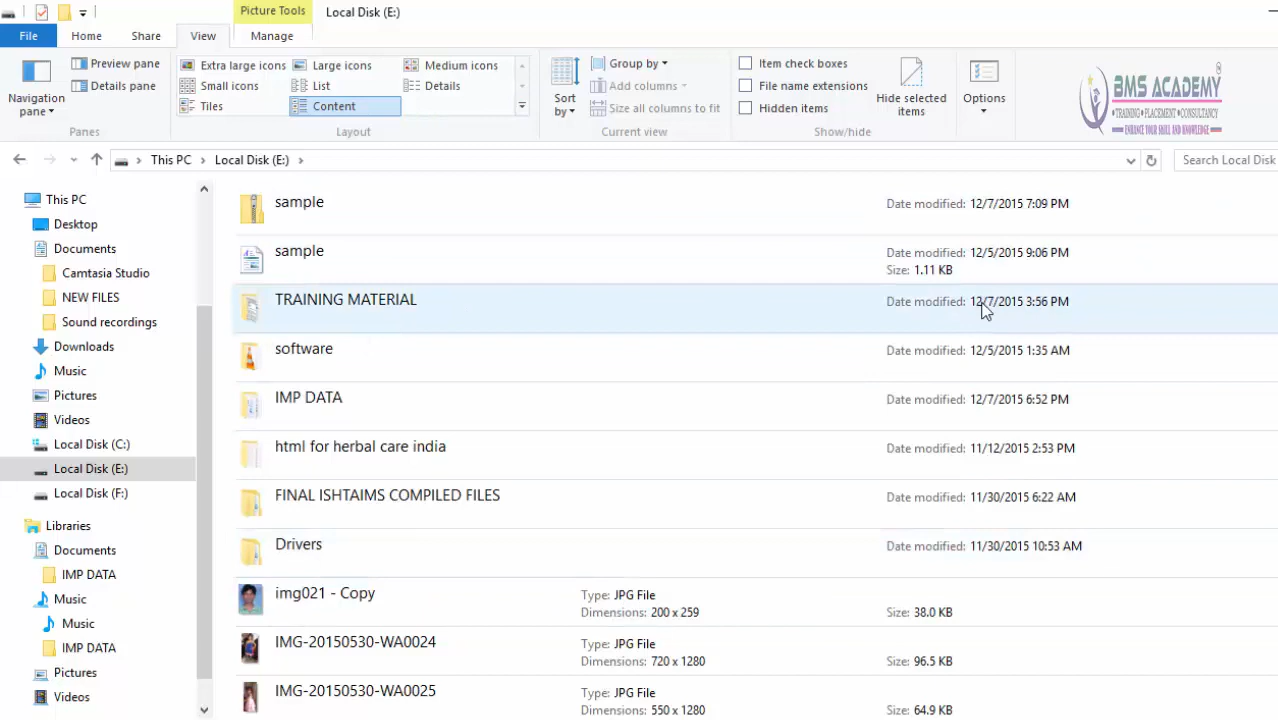 Picture Tools Local Disk (E:)
File Home Share View Manage
Navigation pane
Preview pane
Details pane
Panes
Extra large icons Large icons Medium icons
Small icons List Details
Tiles Content
Layout
Sort by
Group by
Add columns
Size all columns to fit
Current view
Item check boxes
File name extensions
Hidden items
Hide selected items
Show/hide
Options
BMS ACADEMY
TRAINING PLACEMENT CONSULTANCY
ENHANCE YOUR SKILL AND KNOWLEDGE
This PC Local Disk (E:) Search Local Disk
This PC
Desktop
Documents
Camtasia Studio
NEW FILES
Sound recordings
Downloads
Music
Pictures
Videos
Local Disk (C:)
Local Disk (E:)
Local Disk (F:)
Libraries
Documents
IMP DATA
Music
Music
IMP DATA
Pictures
Videos
sample Date modified: 12/7/2015 7:09 PM
sample Date modified: 12/5/2015 9:06 PM
Size: 1.11 KB
TRAINING MATERIAL Date modified: 12/7/2015 3:56 PM
software Date modified: 12/5/2015 1:35 AM
IMP DATA Date modified: 12/7/2015 6:52 PM
html for herbal care india Date modified: 11/12/2015 2:53 PM
FINAL ISHTAIMS COMPILED FILES Date modified: 11/30/2015 6:22 AM
Drivers Date modified: 11/30/2015 10:53 AM
img021 - Copy Type: JPG File
Dimensions: 200 x 259 Size: 38.0 KB
IMG-20150530-WA0024 Type: JPG File
Dimensions: 720 x 1280 Size: 96.5 KB
IMG-20150530-WA0025 Type: JPG File
Dimensions: 550 x 1280 Size: 64.9 KB